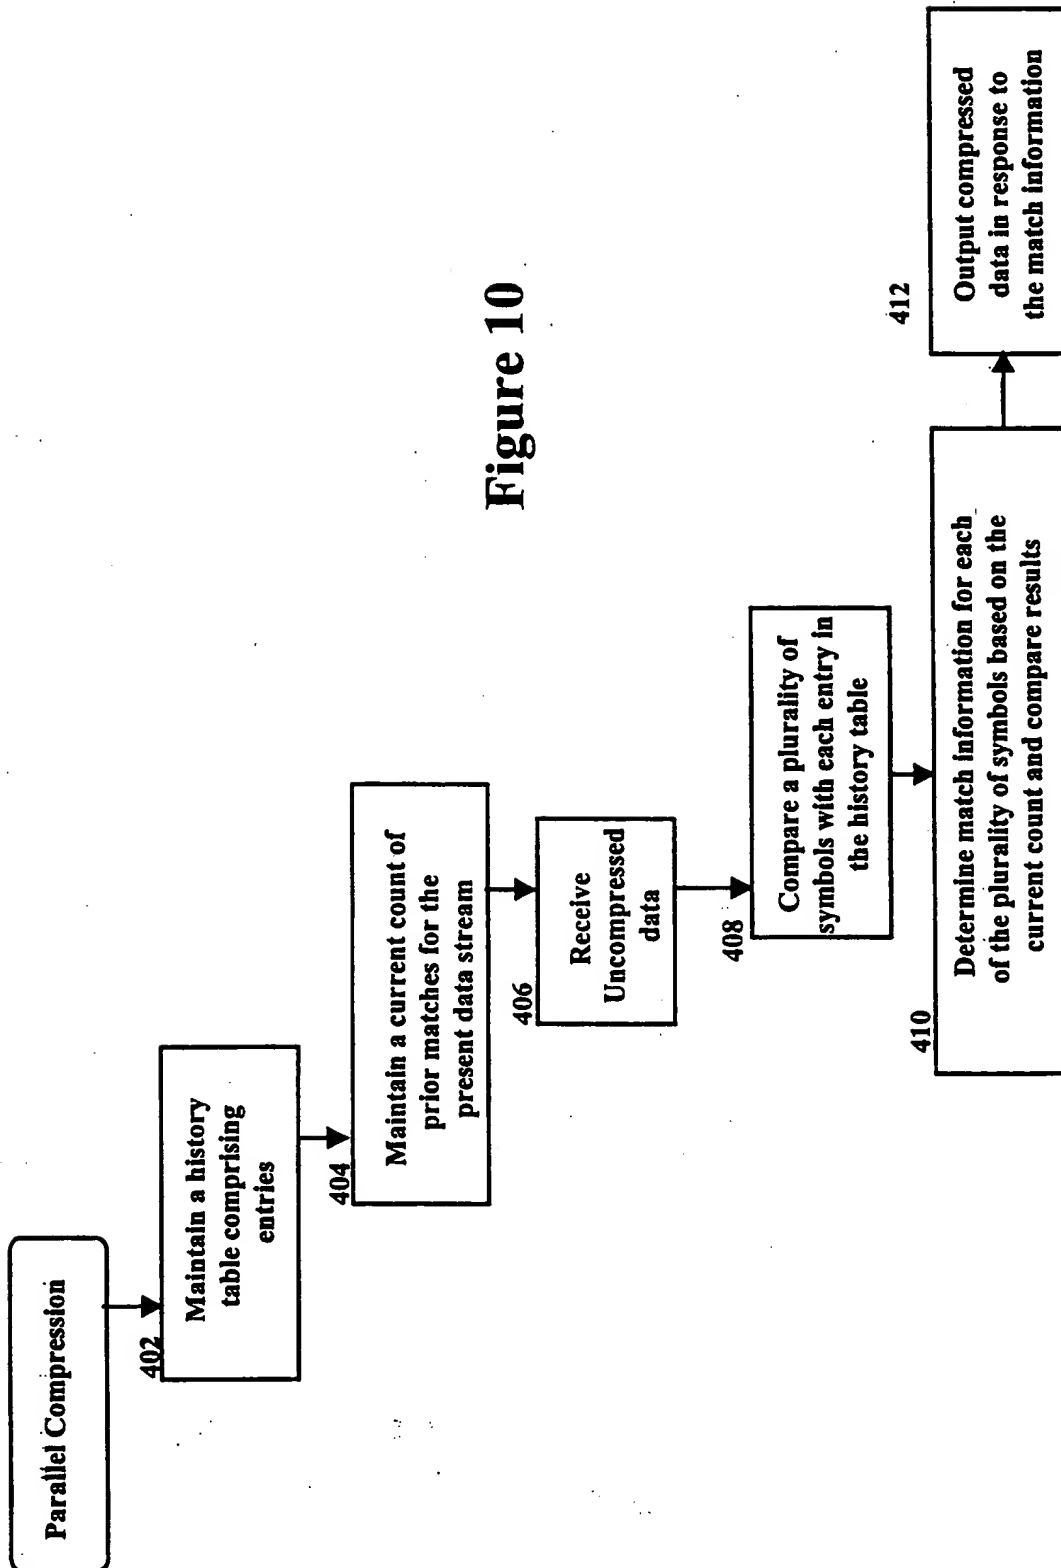 Parallel Compression
402
Maintain a history
table comprising
entries
404
Maintain a current count of
prior matches for the
present data stream
406
Receive
Uncompressed
data
408
Compare a plurality of
symbols with each entry in
the history table
410
Determine match information for each
of the plurality of symbols based on the
current count and compare results
412
Output compressed
data in response to
the match information
Figure 10